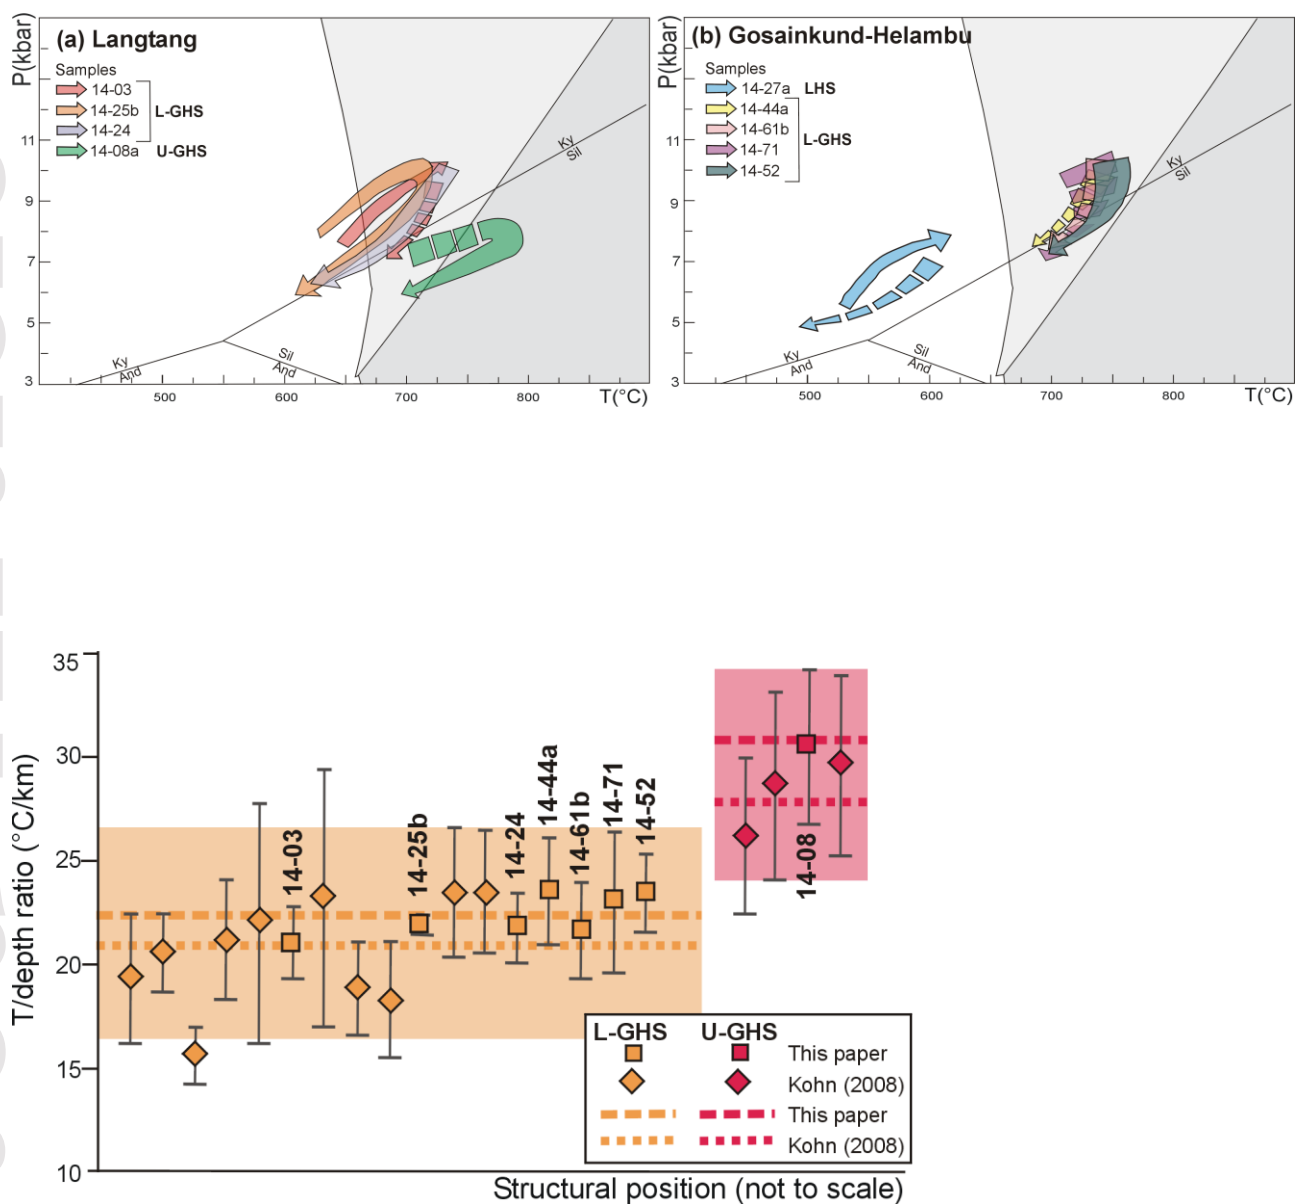 (a) Langtang
P(kbar)
Samples
14-03
14-25b
14-24
L-GHS
14-08a
U-GHS
11
9
7
5
3
Ky
Sil
Ky
And
Sil
And
500
600
700
800
T(°C)
(b) Gosainkund-Helambu
P(kbar)
Samples
14-27a
LHS
14-44a
14-61b
14-71
14-52
L-GHS
11
9
7
5
3
Ky
Sil
Ky
And
Sil
And
500
600
700
800
T(°C)
T/depth ratio (°C/km)
35
30
25
20
15
10
14-03
14-25b
14-24
14-44a
14-61b
14-71
14-52
14-08
L-GHS U-GHS
This paper
Kohn (2008)
This paper
Kohn (2008)
Structural position (not to scale)